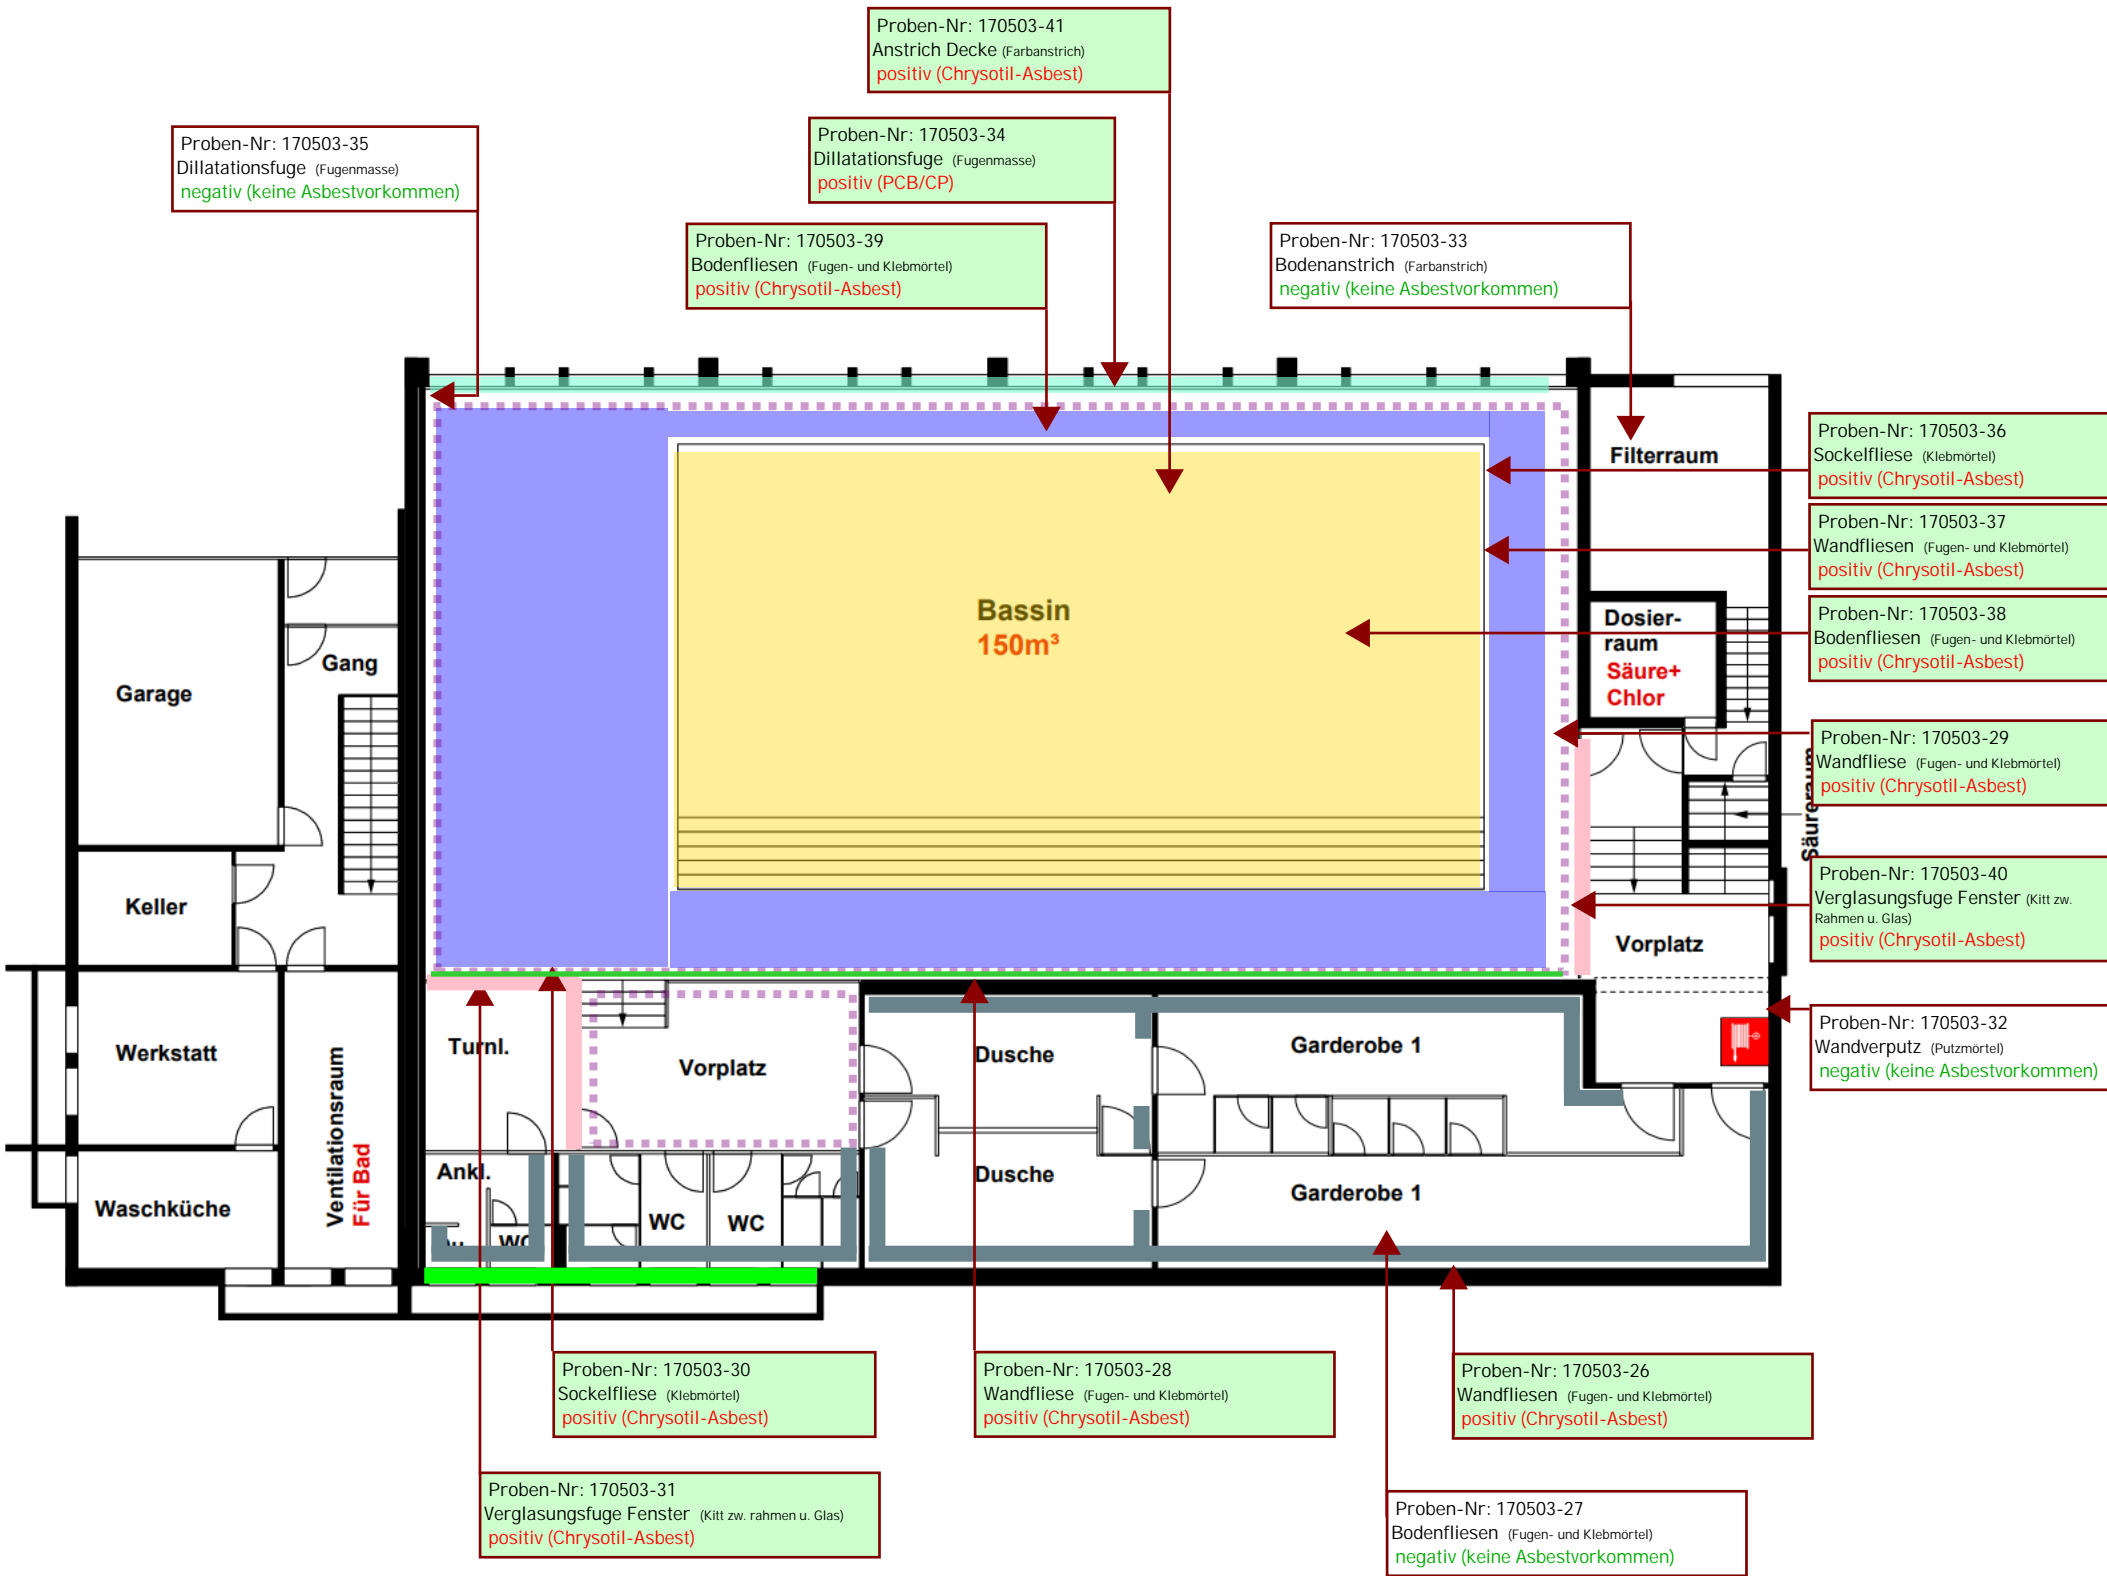 Proben-Nr: 170503-41
Anstrich Decke (Farbanstrich)
positiv (Chrysotil-Asbest)
Proben-Nr: 170503-35
Dillatationsfuge (Fugenmasse)
negativ (keine Asbestvorkommen)
Proben-Nr: 170503-34
Dillatationsfuge (Fugenmasse)
positiv (PCB/CP)
Proben-Nr: 170503-39
Bodenfliesen (Fugen- und Klebmörtel)
positiv (Chrysotil-Asbest)
Proben-Nr: 170503-33
Bodenanstrich (Farbanstrich)
negativ (keine Asbestvorkommen)
Proben-Nr: 170503-36
Sockelfliese (Klebmörtel)
positiv (Chrysotil-Asbest)
Proben-Nr: 170503-37
Wandfliesen (Fugen- und Klebmörtel)
positiv (Chrysotil-Asbest)
Proben-Nr: 170503-38
Bodenfliesen (Fugen- und Klebmörtel)
positiv (Chrysotil-Asbest)
Proben-Nr: 170503-29
Wandfliese (Fugen- und Klebmörtel)
positiv (Chrysotil-Asbest)
Proben-Nr: 170503-40
Verglasungsfuge Fenster (Kitt zw.
Rahmen u. Glas)
positiv (Chrysotil-Asbest)
Proben-Nr: 170503-32
Wandverputz (Putzmörtel)
negativ (keine Asbestvorkommen)
Filterraum
Bassin
150m³
Dosier-
raum
Säure+
Chlor
Säureraum
Gang
Garage
Keller
Vorplatz
Werkstatt
Ventilationsraum
Für Bad
Waschküche
Turnl.
Vorplatz
Dusche
Garderobe 1
Ankl.
Dusche
Garderobe 1
WC
WC
WC
Proben-Nr: 170503-30
Sockelfliese (Klebmörtel)
positiv (Chrysotil-Asbest)
Proben-Nr: 170503-28
Wandfliese (Fugen- und Klebmörtel)
positiv (Chrysotil-Asbest)
Proben-Nr: 170503-26
Wandfliesen (Fugen- und Klebmörtel)
positiv (Chrysotil-Asbest)
Proben-Nr: 170503-31
Verglasungsfuge Fenster (Kitt zw. rahmen u. Glas)
positiv (Chrysotil-Asbest)
Proben-Nr: 170503-27
Bodenfliesen (Fugen- und Klebmörtel)
negativ (keine Asbestvorkommen)